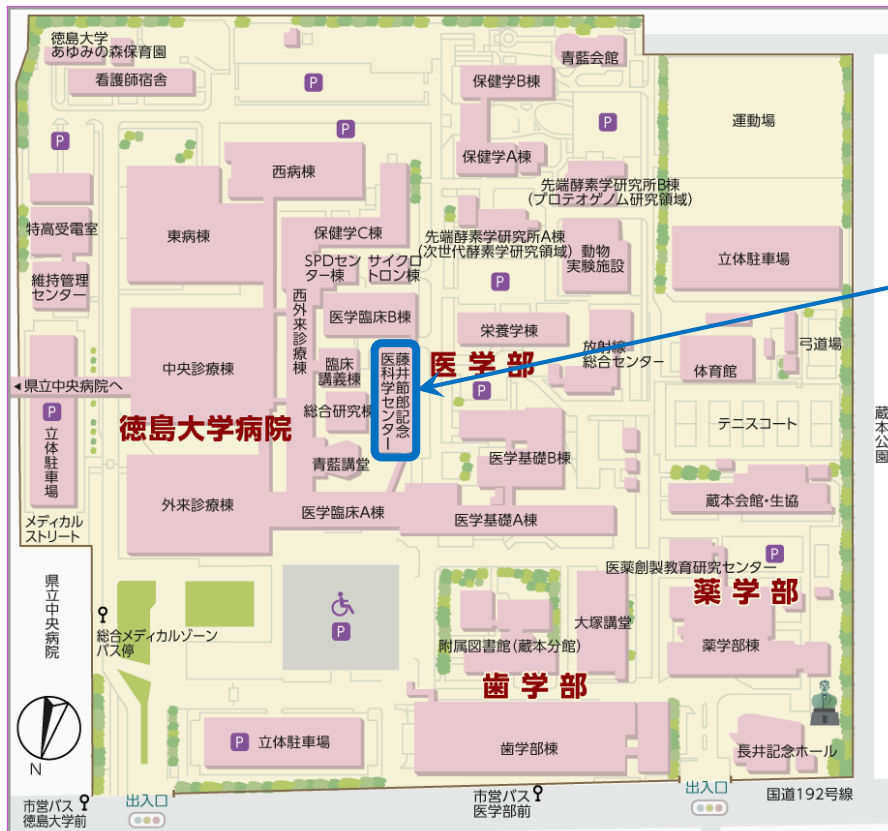 徳島大学
あゆみの森保育園
看護師宿舎
P
P
P
青藍会館
保健学B棟
P
保健学A棟
運動場
西病棟
先端酵素学研究所B棟
(プロテオゲノム研究領域)
特高受電室
東病棟
保健学C棟
先端酵素学研究所A棟
(次世代酵素学研究領域)
動物
実験施設
立体駐車場
維持管理
センター
SPDセン
ター棟
サイクロ
トロン棟
P
西外来診療棟
医学臨床B棟
栄養学棟
放射線
総合センター
弓道場
中央診療棟
臨床
講義棟
藤井節郎記念
医科学センター
医学部
体育館
◀県立中央病院へ
P
P
立体駐車場
徳島大学病院
総合研究棟
テニスコート
蔵本公園
青藍講堂
医学基礎B棟
外来診療棟
医学臨床A棟
医学基礎A棟
蔵本会館・生協
メディカル
ストリート
P
医薬創製教育研究センター
県立中央病院
薬学部
総合メディカルゾーン
バス停
P
附属図書館(蔵本分館)
大塚講堂
薬学部棟
歯学部
N
P
立体駐車場
歯学部棟
長井記念ホール
市営バス
徳島大学前
出入口
市営バス
医学部前
出入口
国道192号線